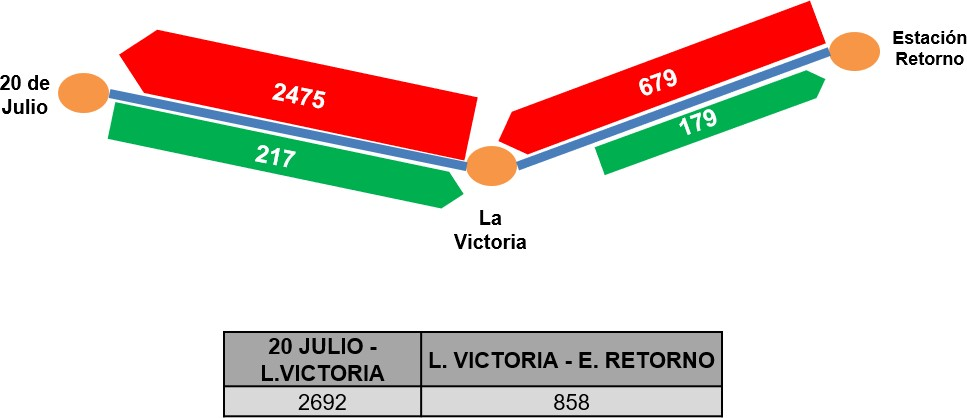 20 de
Julio
2475
217
La
Victoria
679
179
Estación
Retorno
20 JULIO -
L.VICTORIA
L. VICTORIA - E. RETORNO
2692
858